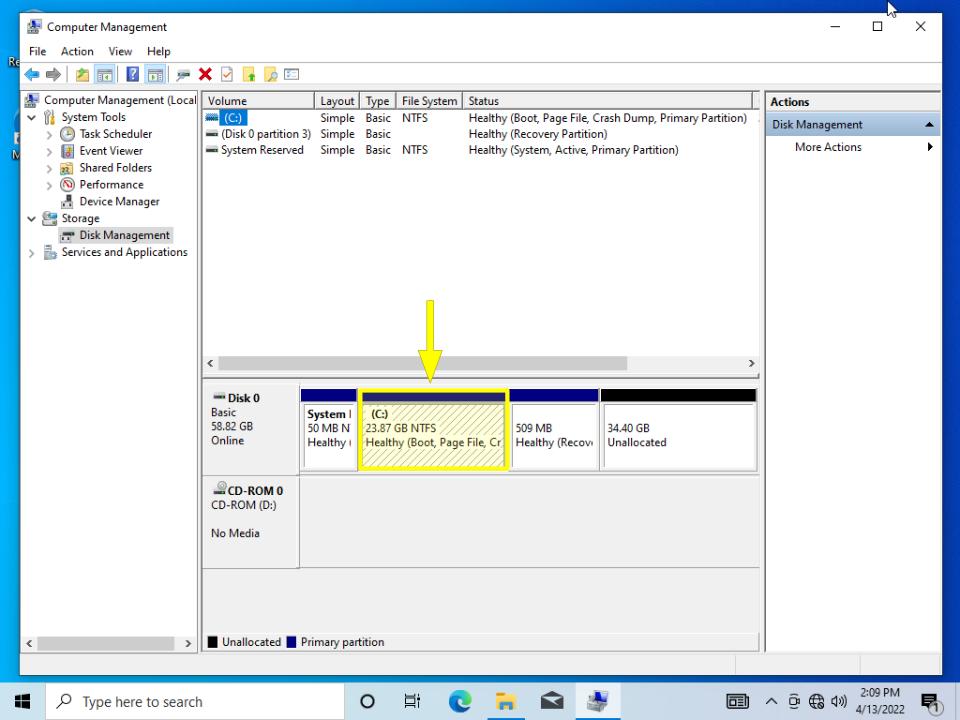 Computer Management
File Action View Help
Computer Management (Local
System Tools
Task Scheduler
Event Viewer
Shared Folders
Performance
Device Manager
Storage
Disk Management
Services and Applications
Volume Layout Type File System Status
(C:) Simple Basic NTFS Healthy (Boot, Page File, Crash Dump, Primary Partition)
(Disk 0 partition 3) Simple Basic Healthy (Recovery Partition)
System Reserved Simple Basic NTFS Healthy (System, Active, Primary Partition)
Actions
Disk Management
More Actions
Disk 0
Basic
58.82 GB
Online
System
50 MB N
Healthy (
(C:)
23.87 GB NTFS
Healthy (Boot, Page File, Cr
509 MB
Healthy (Recov
34.40 GB
Unallocated
CD-ROM 0
CD-ROM (D:)
No Media
Unallocated Primary partition
Type here to search
2:09 PM
4/13/2022
1